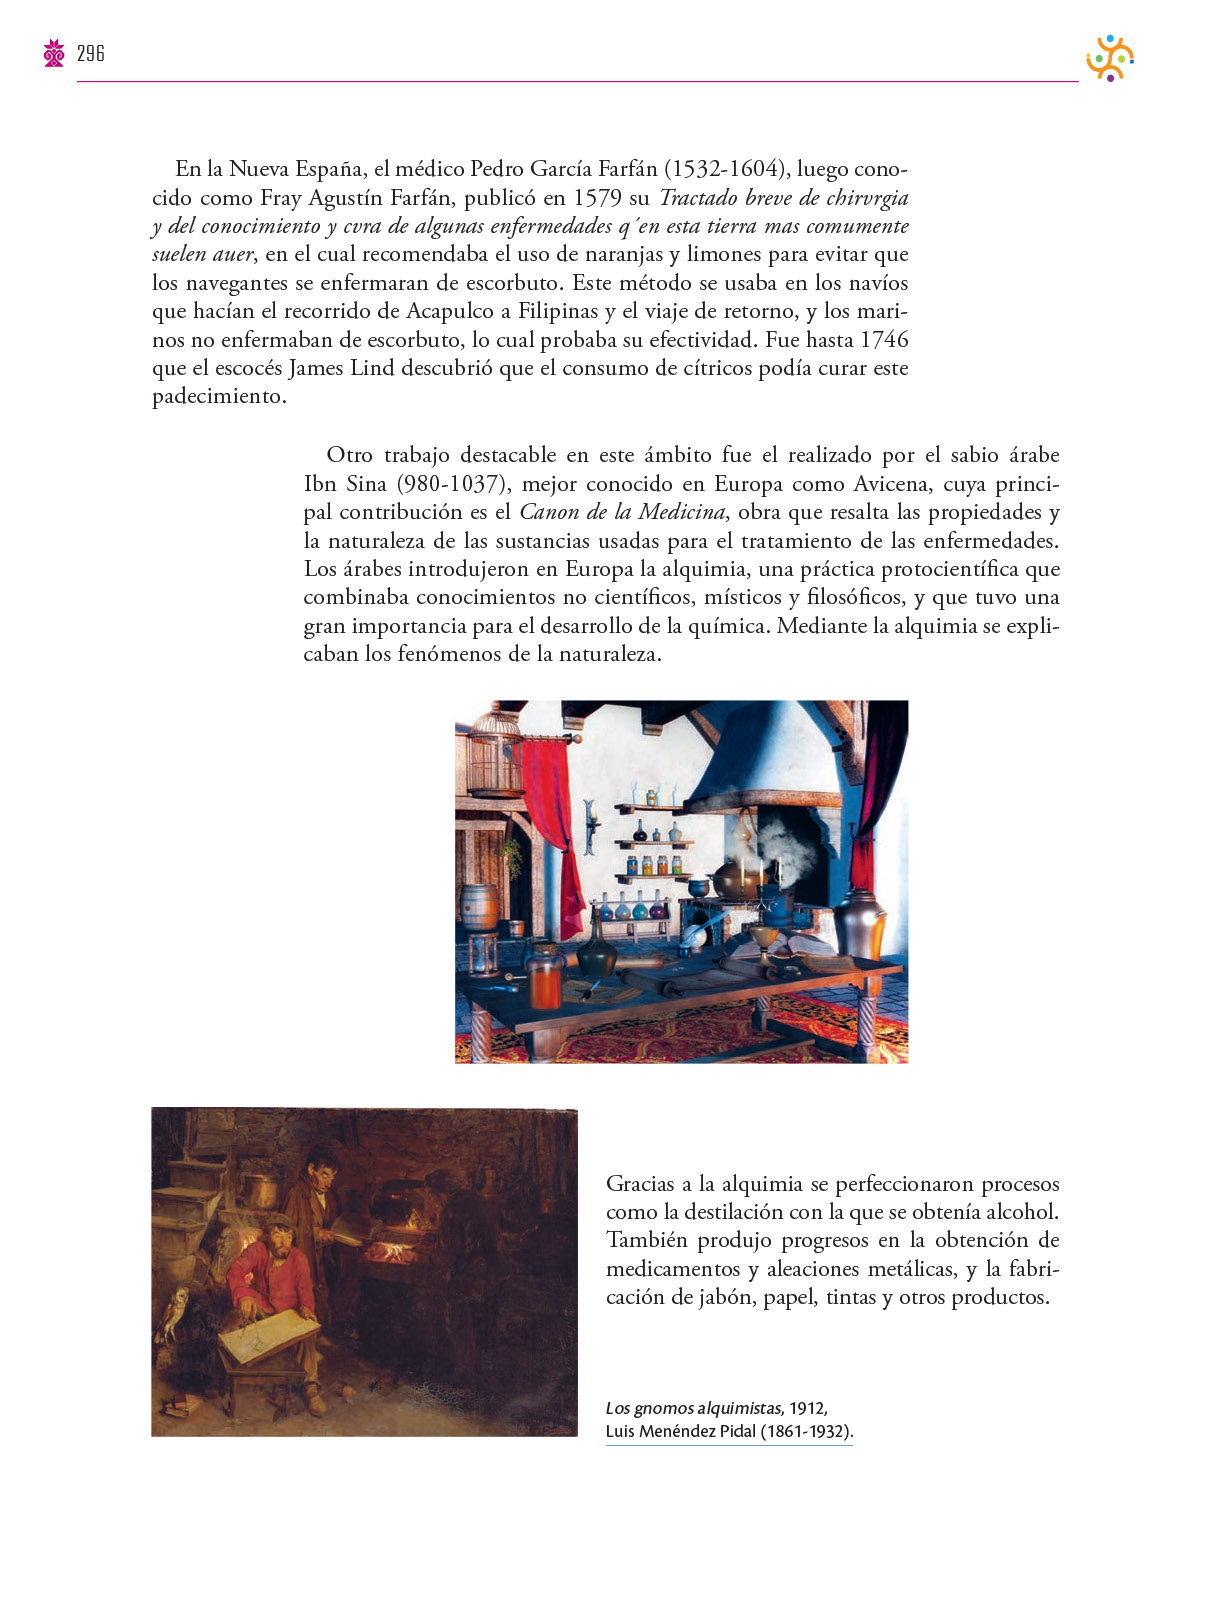 296
En la Nueva España, el médico Pedro García Farfán (1532-1604), luego cono-
cido como Fray Agustín Farfán, publicó en 1579 su Tractado breve de chirvrgia
y del conocimiento y cvra de algunas enfermedades q´en esta tierra mas comumente
suelen auer, en el cual recomendaba el uso de naranjas y limones para evitar que
los navegantes se enfermaran de escorbuto. Este método se usaba en los navíos
que hacían el recorrido de Acapulco a Filipinas y el viaje de retorno, y los mari-
nos no enfermaban de escorbuto, lo cual probaba su efectividad. Fue hasta 1746
que el escocés James Lind descubrió que el consumo de cítricos podía curar este
padecimiento.
Otro trabajo destacable en este ámbito fue el realizado por el sabio árabe
Ibn Sina (980-1037), mejor conocido en Europa como Avicena, cuya princi-
pal contribución es el Canon de la Medicina, obra que resalta las propiedades y
la naturaleza de las sustancias usadas para el tratamiento de las enfermedades.
Los árabes introdujeron en Europa la alquimia, una práctica protocientífica que
combinaba conocimientos no científicos, místicos y filosóficos, y que tuvo una
gran importancia para el desarrollo de la química. Mediante la alquimia se expli-
caban los fenómenos de la naturaleza.
Gracias a la alquimia se perfeccionaron procesos
como la destilación con la que se obtenía alcohol.
También produjo progresos en la obtención de
medicamentos y aleaciones metálicas, y la fabri-
cación de jabón, papel, tintas y otros productos.
Los gnomos alquimistas, 1912,
Luis Menéndez Pidal (1861-1932).